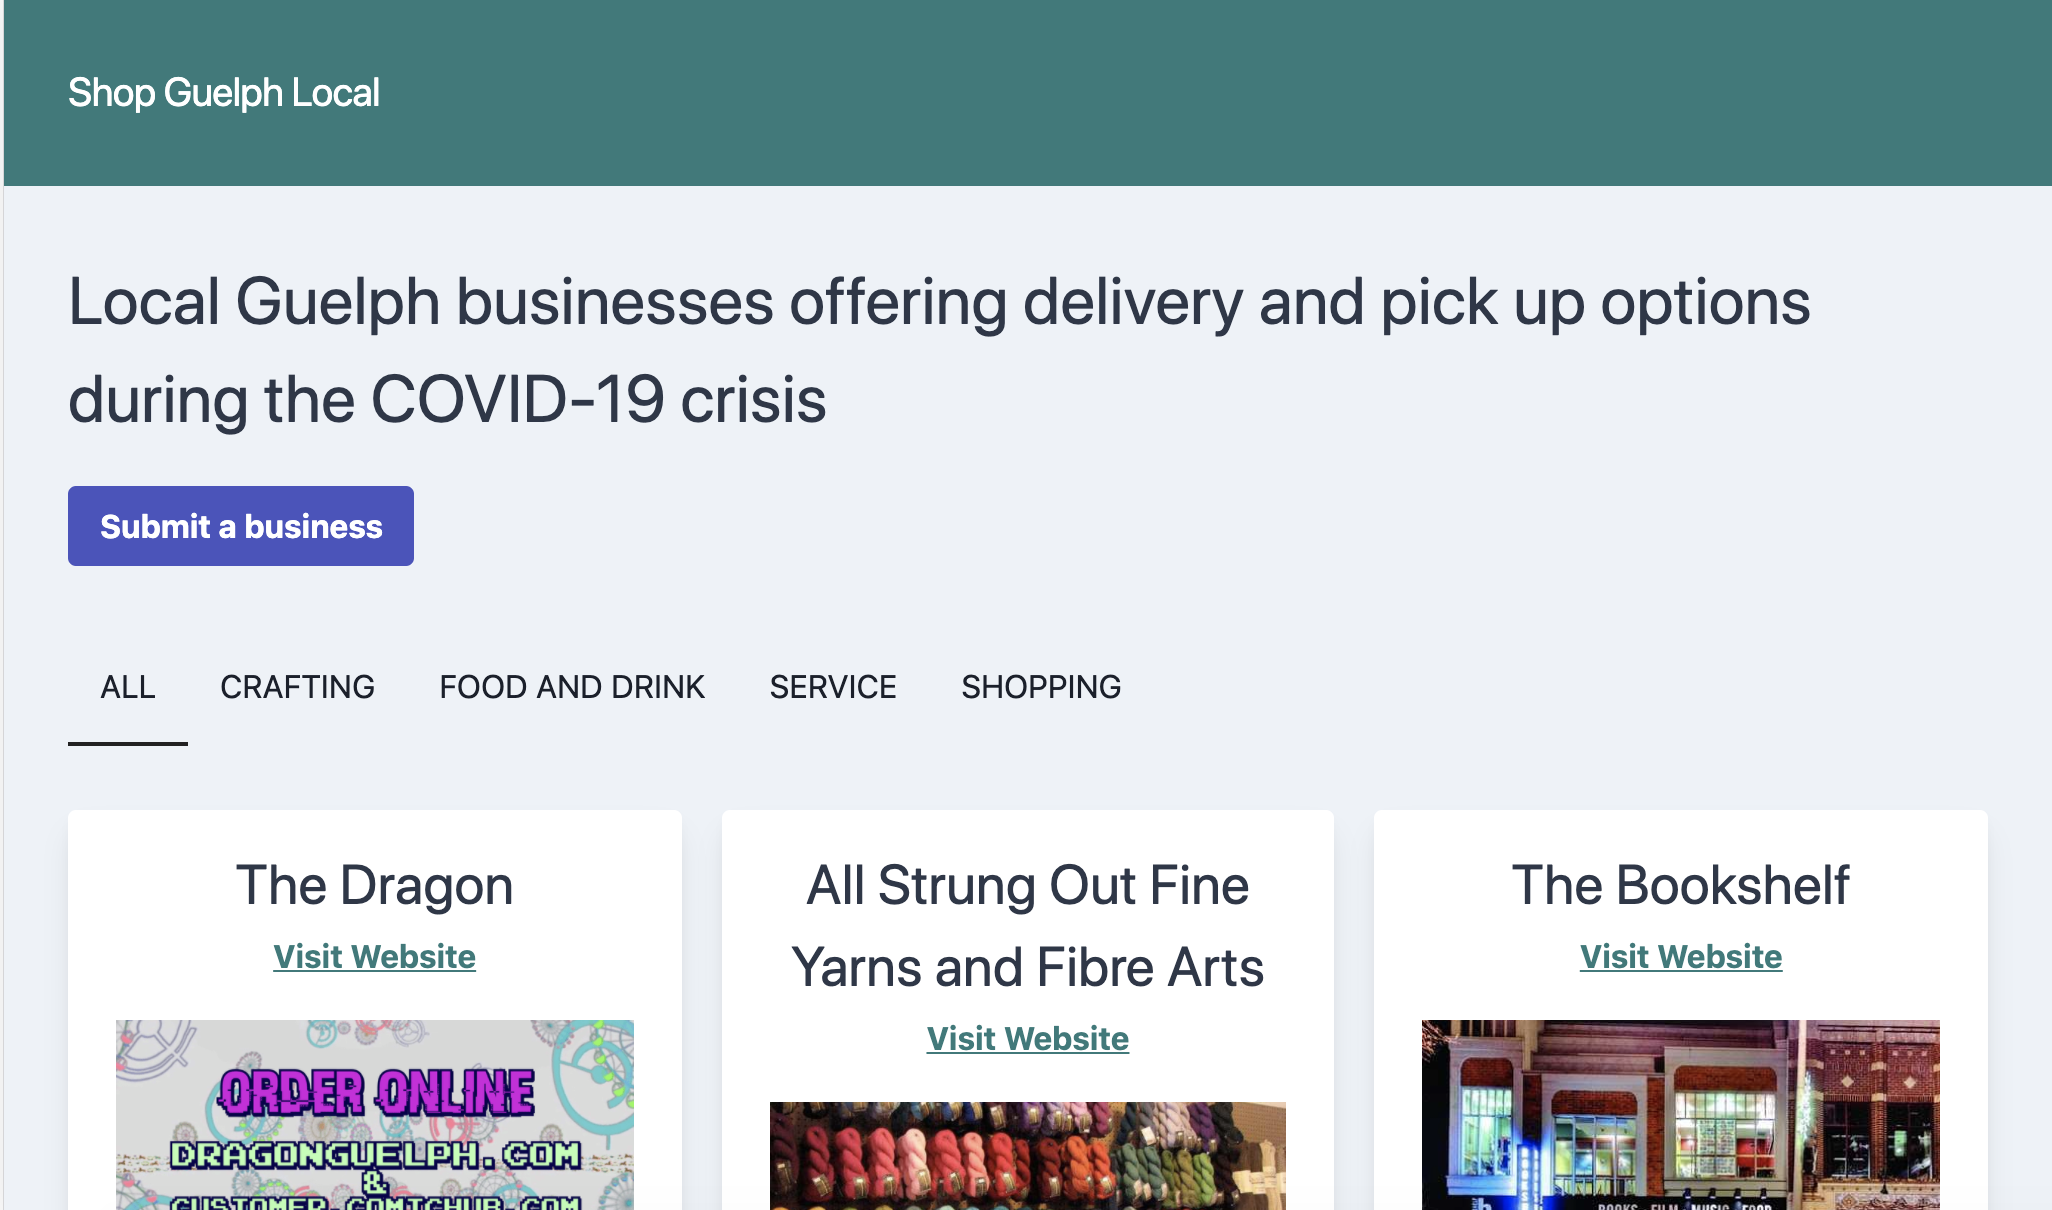 Shop Guelph Local
Local Guelph businesses offering delivery and pick up options
during the COVID-19 crisis
Submit a business
ALL CRAFTING FOOD AND DRINK SERVICE SHOPPING
The Dragon
Visit Website
ORDER ONLINE
DRAGONGUELPH.COM
&
CUSTOMER.COMICHUB.COM
All Strung Out Fine
Yarns and Fibre Arts
Visit Website
The Bookshelf
Visit Website
BOOKS · FILM · MUSIC · FOOD